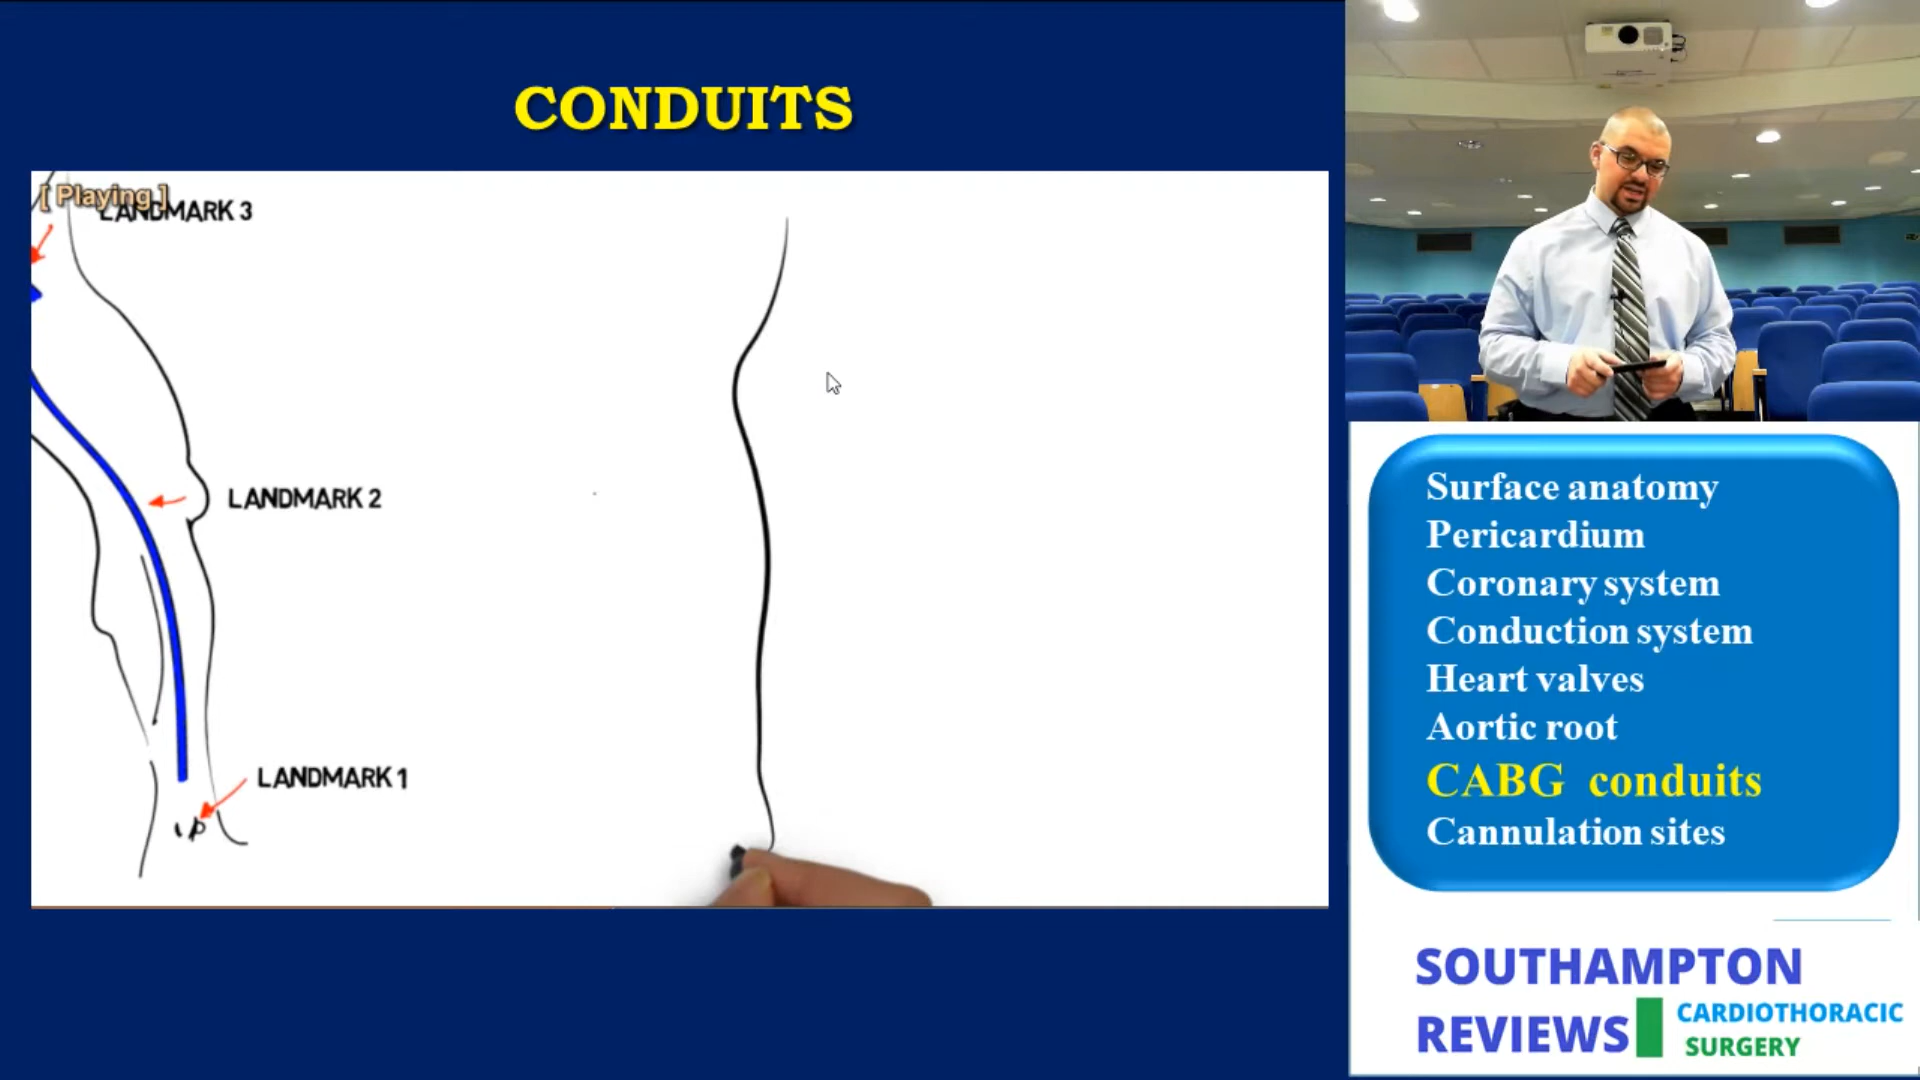 CONDUITS
[ Playing ]
LANDMARK 3
LANDMARK 2
LANDMARK 1
Surface anatomy
Pericardium
Coronary system
Conduction system
Heart valves
Aortic root
CABG conduits
Cannulation sites
SOUTHAMPTON
REVIEWS
CARDIOTHORACIC
SURGERY